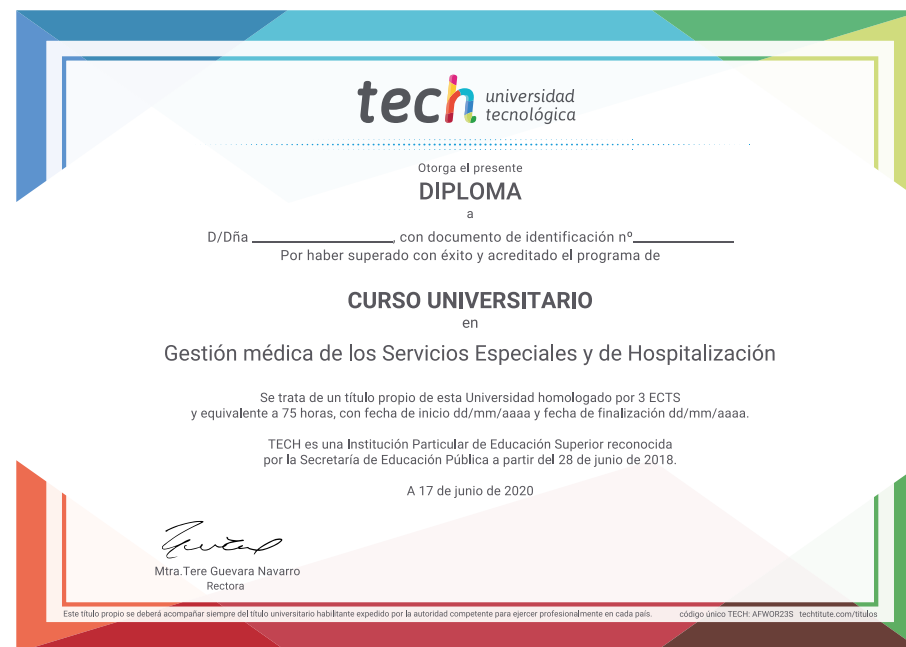 tech universidad
tecnológica
Otorga el presente
DIPLOMA
a
D/Dña ____________________, con documento de identificación nº______________
Por haber superado con éxito y acreditado el programa de
CURSO UNIVERSITARIO
en
Gestión médica de los Servicios Especiales y de Hospitalización
Se trata de un título propio de esta Universidad homologado por 3 ECTS
y equivalente a 75 horas, con fecha de inicio dd/mm/aaaa y fecha de finalización dd/mm/aaaa.
TECH es una Institución Particular de Educación Superior reconocida
por la Secretaría de Educación Pública a partir del 28 de junio de 2018.
A 17 de junio de 2020
Mtra.Tere Guevara Navarro
Rectora
Este título propio se deberá acompañar siempre del título universitario habilitante expedido por la autoridad competente para ejercer profesionalmente en cada país. código único TECH: AFWOR23S techtitute.com/titulos